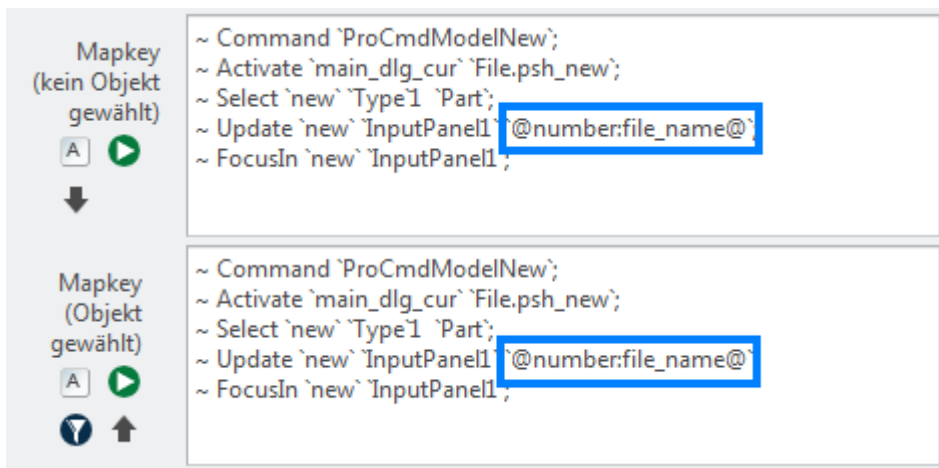 Mapkey
(kein Objekt
gewählt)
A
~ Command `ProCmdModelNew`;
~ Activate `main_dlg_cur` `File.psh_new`;
~ Select `new` `Type`1 `Part`;
~ Update `new` `InputPanel1` `@number:file_name@`;
~ FocusIn `new` `InputPanel1`;
Mapkey
(Objekt
gewählt)
A
~ Command `ProCmdModelNew`;
~ Activate `main_dlg_cur` `File.psh_new`;
~ Select `new` `Type`1 `Part`;
~ Update `new` `InputPanel1` `@number:file_name@`
~ FocusIn `new` `InputPanel1`;